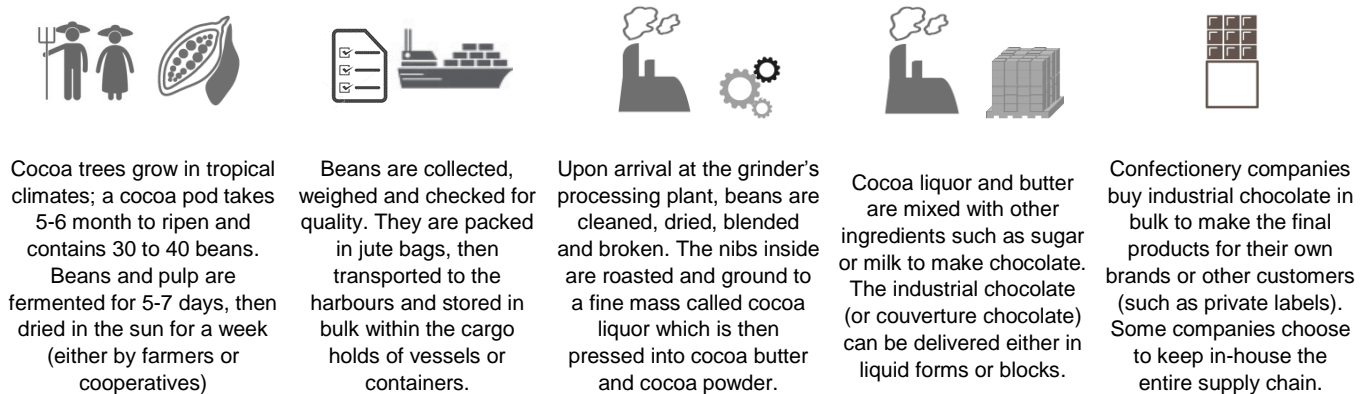 Cocoa trees grow in tropical
climates; a cocoa pod takes
5-6 month to ripen and
contains 30 to 40 beans.
Beans and pulp are
fermented for 5-7 days, then
dried in the sun for a week
(either by farmers or
cooperatives)
Beans are collected,
weighed and checked for
quality. They are packed
in jute bags, then
transported to the
harbours and stored in
bulk within the cargo
holds of vessels or
containers.
Upon arrival at the grinder's
processing plant, beans are
cleaned, dried, blended
and broken. The nibs inside
are roasted and ground to
a fine mass called cocoa
liquor which is then
pressed into cocoa butter
and cocoa powder.
Cocoa liquor and butter
are mixed with other
ingredients such as sugar
or milk to make chocolate.
The industrial chocolate
(or couverture chocolate)
can be delivered either in
liquid forms or blocks.
Confectionery companies
buy industrial chocolate in
bulk to make the final
products for their own
brands or other customers
(such as private labels).
Some companies choose
to keep in-house the
entire supply chain.